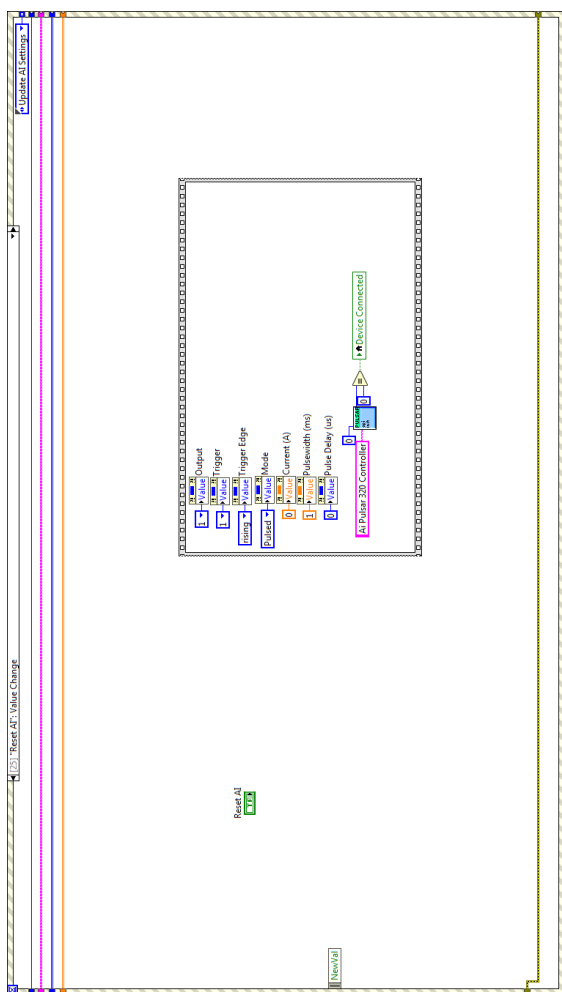 [25] "Reset AI": Value Change
Update AI Settings
Output
1
Value
Trigger
1
Value
Trigger Edge
rising
Value
Mode
Pulsed
Value
Current (A)
0
Value
Pulsewidth (ms)
1
Value
Pulse Delay (us)
0
Value
Ai Pulsar 320 Controller
0
PULSAR
0
=
Device Connected
Reset AI
TF
NewVal